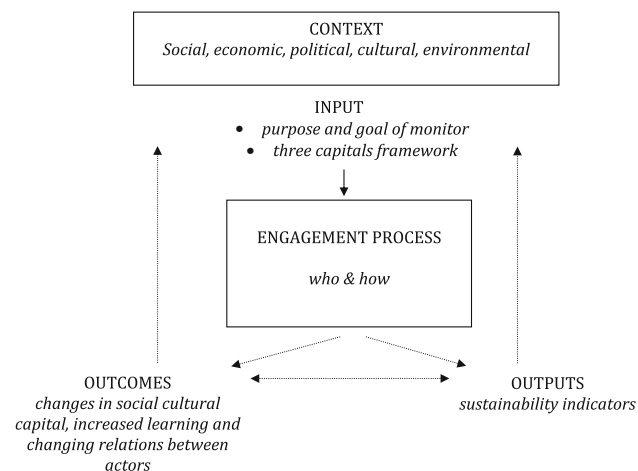 CONTEXT
Social, economic, political, cultural, environmental
INPUT
• purpose and goal of monitor
• three capitals framework
ENGAGEMENT PROCESS
who & how
OUTCOMES
changes in social cultural
capital, increased learning and
changing relations between
actors
OUTPUTS
sustainability indicators